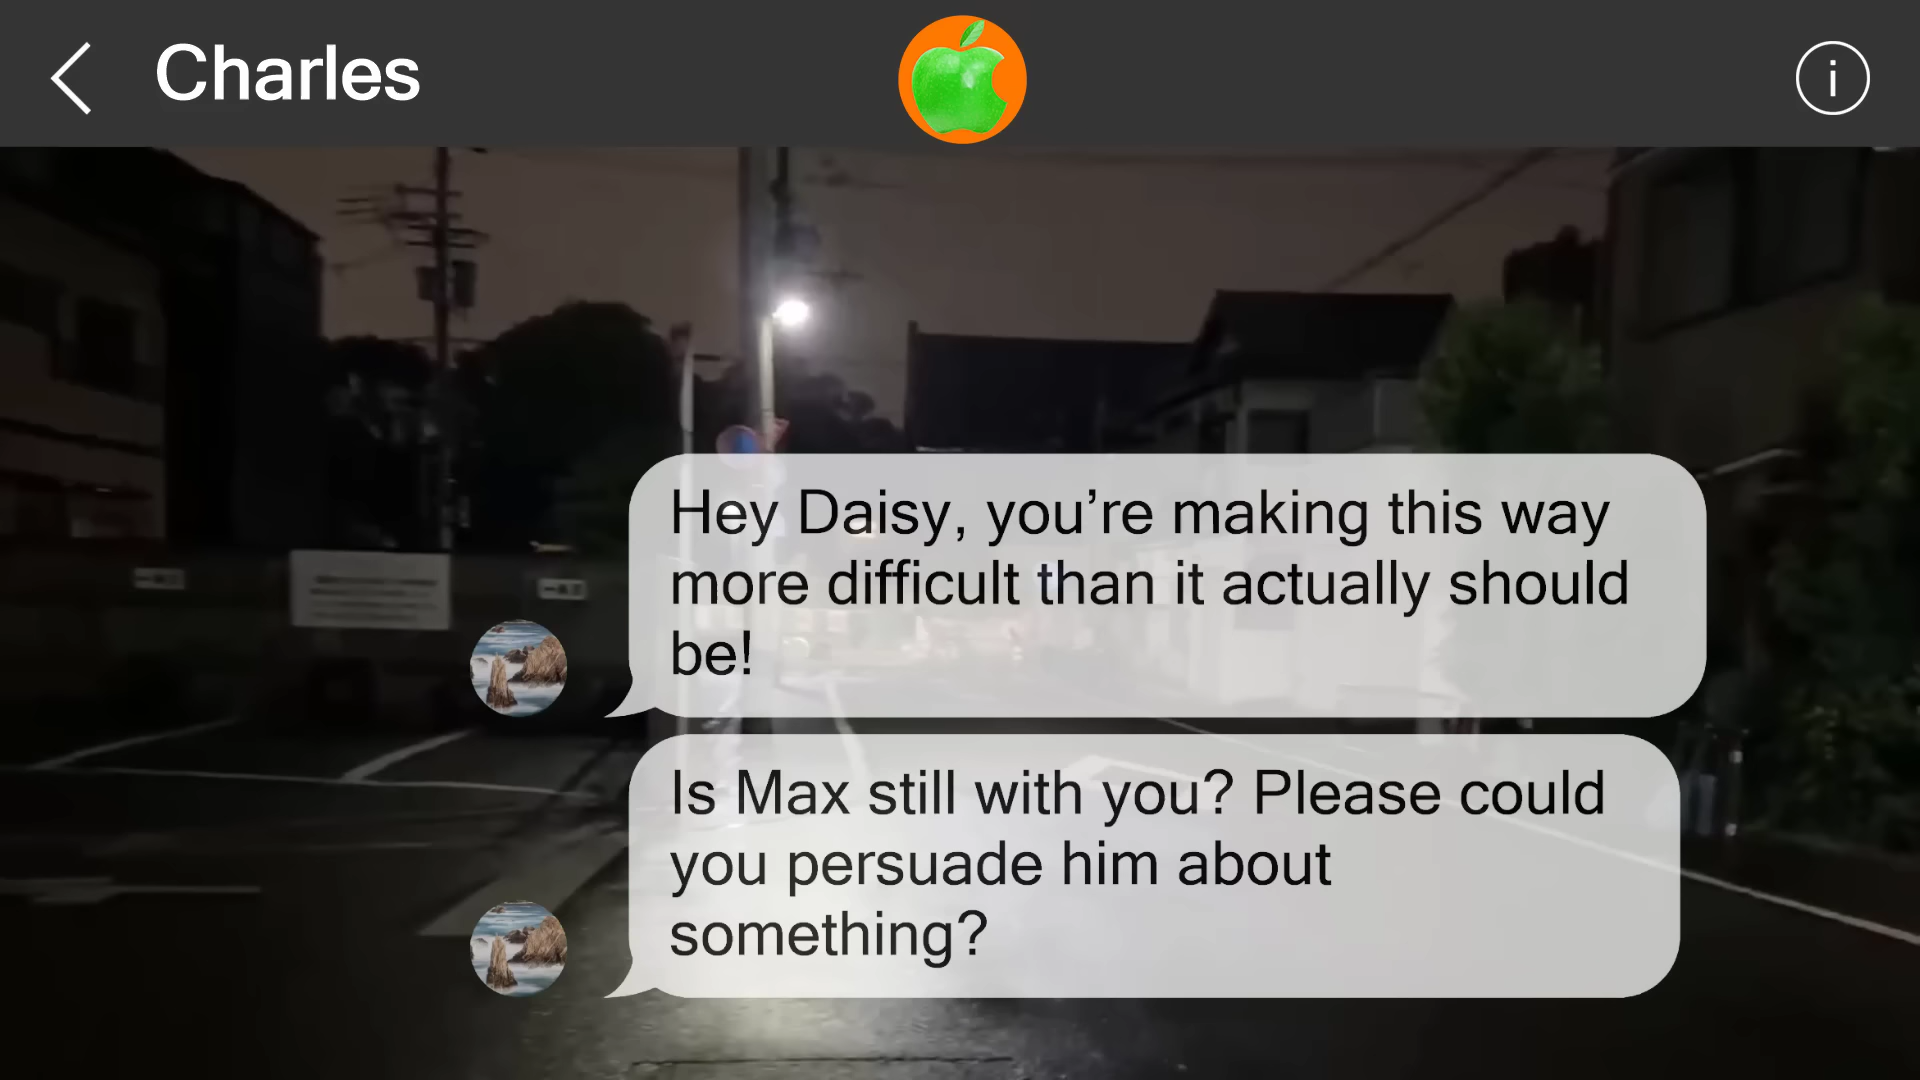 Charles
Hey Daisy, you’re making this way
more difficult than it actually should
be!
Is Max still with you? Please could
you persuade him about
something?